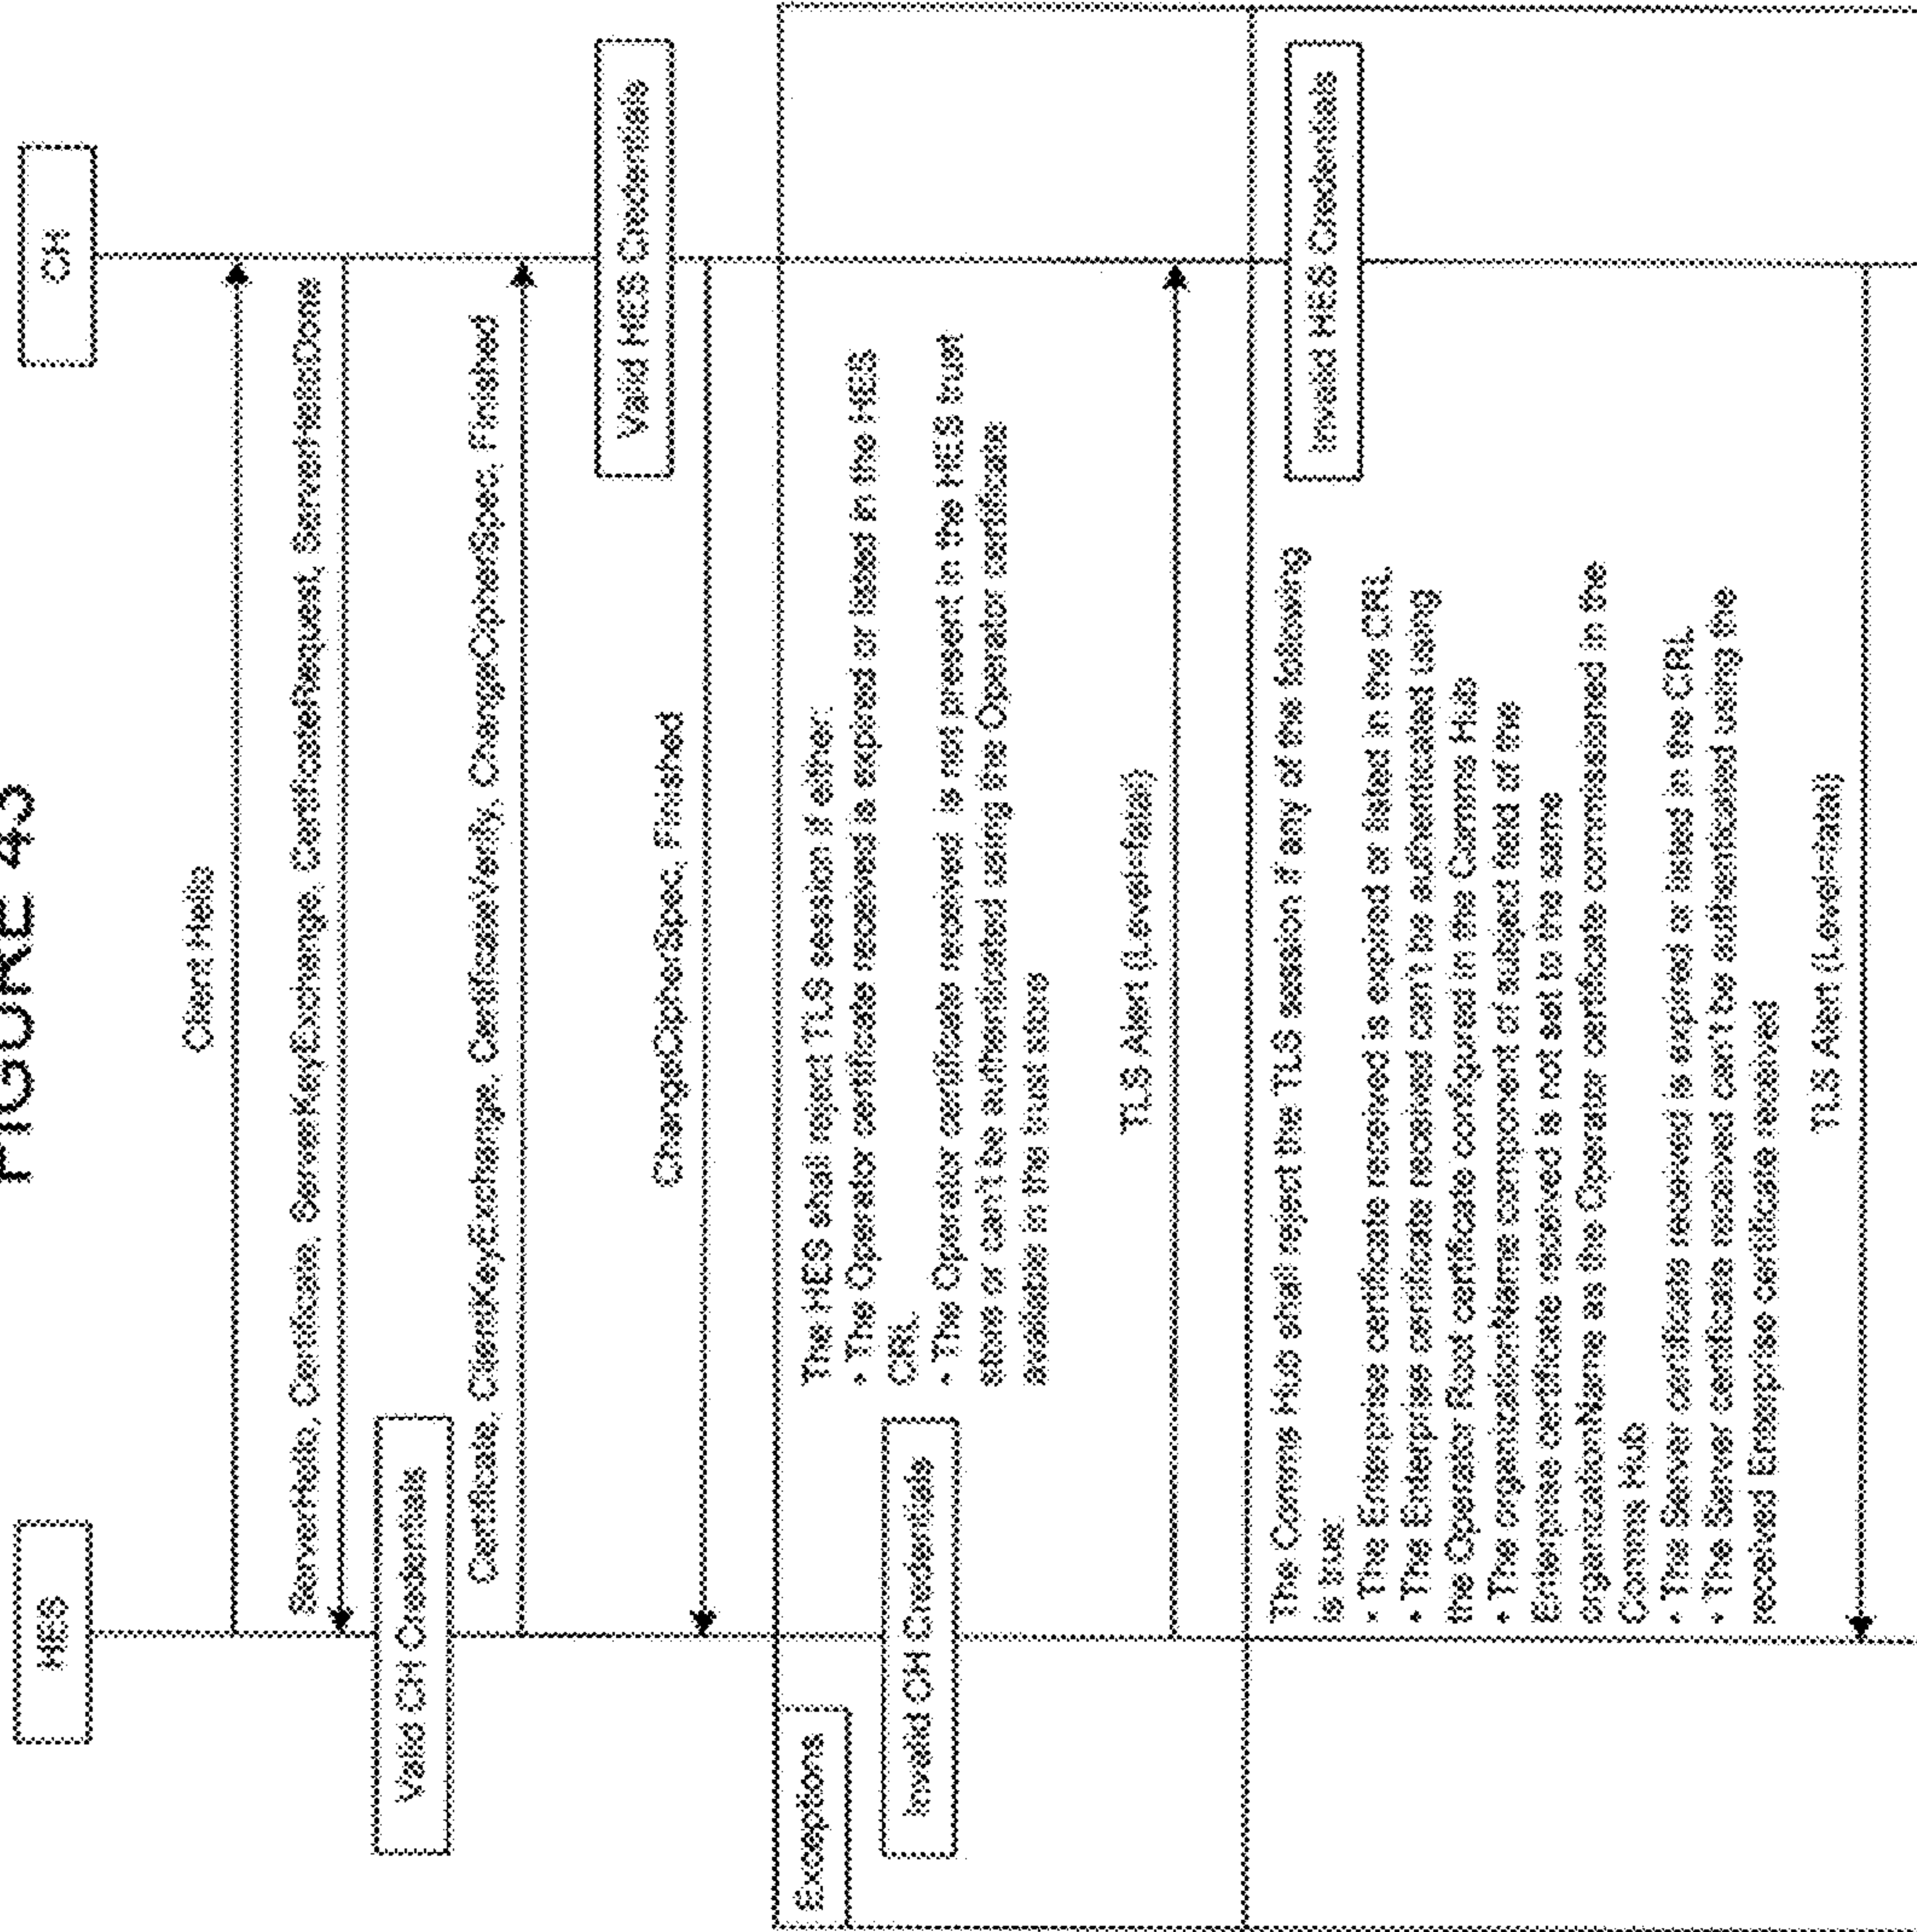 FIGURE 43
HES
CH
Client Hello
ServerHello, Certificate, ServerKeyExchange, CertificateRequest, ServerHelloDone
Valid CH Credentials
Certificate, ClientKeyExchange, CertificateVerify, ChangeCipherSpec, Finished
Valid HES Credentials
ChangeCipherSpec, Finished
Exceptions
The HES shall reject TLS session if either:
• The Operator certificate received is expired or listed in the HES
CRL
Invalid CH Credentials
• The Operator certificate received is not present in the HES trust
store or can't be authenticated using the Operator certificate
available in the trust store
TLS Alert (Level=fatal)
The Comms Hub shall reject the TLS session if any of the following
is true:
Invalid HES Credentials
• The Enterprise certificate received is expired or listed in the CRL
• The Enterprise certificate received can't be authenticated using
the Operator Root certificate configured in the Comms Hub
• The organizationName component of subject field of the
Enterprise certificate received is not set to the same
organizationName as the Operator certificate commissioned in the
Comms Hub
• The Server certificate received is expired or listed in the CRL
• The Server certificate received can't be authenticated using the
received Enterprise certificate received
TLS Alert (Level=fatal)